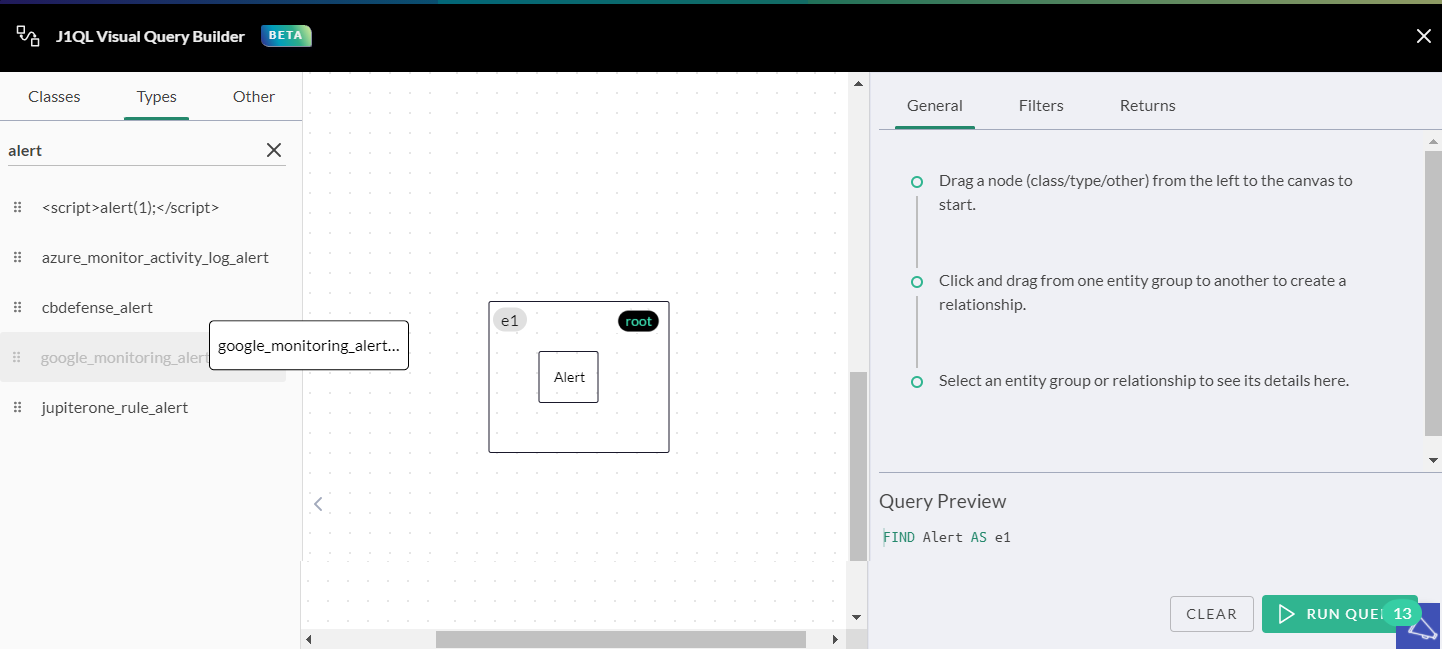 J1QL Visual Query Builder BETA
Classes Types Other
alert
<script>alert(1);</script>
azure_monitor_activity_log_alert
cbdefense_alert
google_monitoring_alert
google_monitoring_alert...
jupiterone_rule_alert
e1 root
Alert
General Filters Returns
Drag a node (class/type/other) from the left to the canvas to
start.
Click and drag from one entity group to another to create a
relationship.
Select an entity group or relationship to see its details here.
Query Preview
FIND Alert AS e1
CLEAR
RUN QUE
13